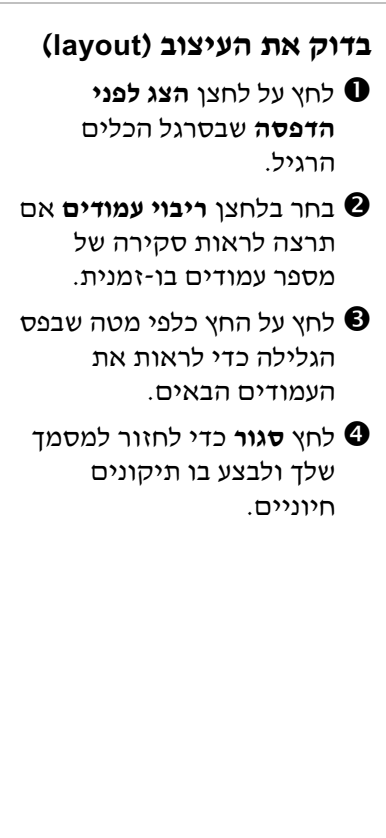 בדוק את העיצוב (layout)
❶ לחץ על לחצן הצג לפני
הדפסה שבסרגל הכלים
הרגיל.
❷ בחר בלחצן ריבוי עמודים אם
תרצה לראות סקירה של
מספר עמודים בו-זמנית.
❸ לחץ על החץ כלפי מטה שבפס
הגלילה כדי לראות את
העמודים הבאים.
❹ לחץ סגור כדי לחזור למסמך
שלך ולבצע בו תיקונים
חיוניים.